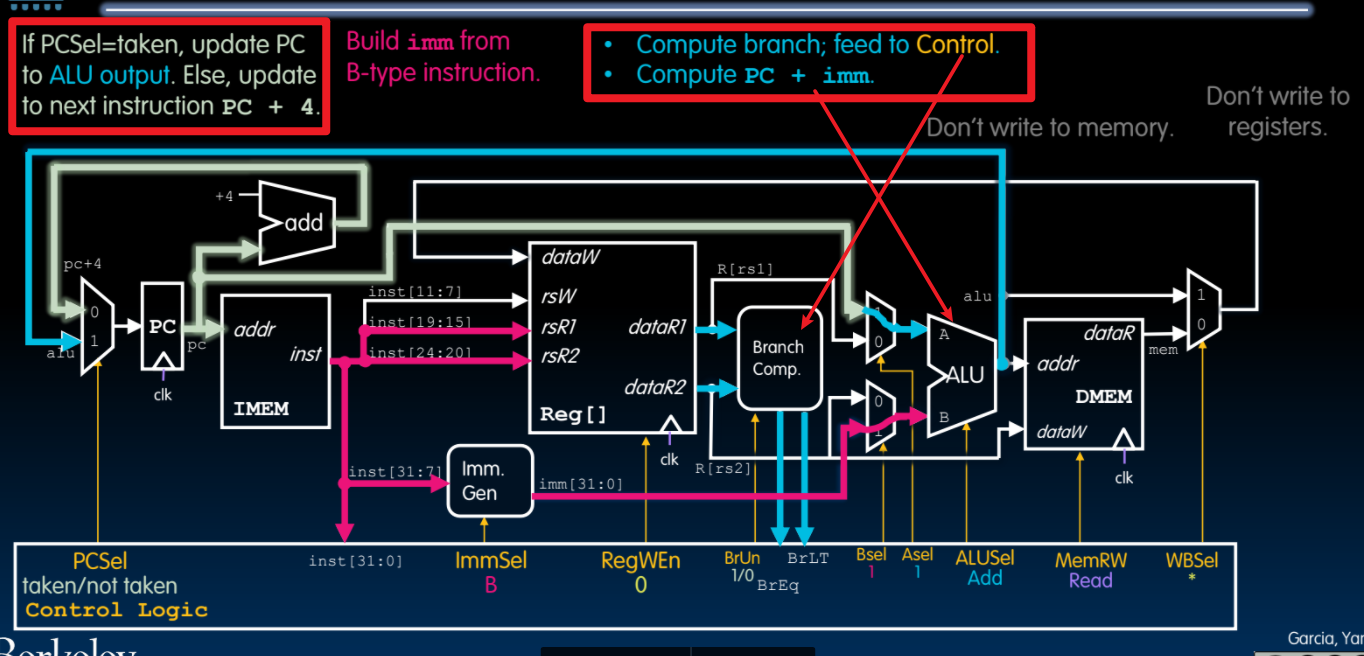 If PCSel=taken, update PC
to ALU output. Else, update
to next instruction PC + 4.
Build imm from
B-type instruction.
• Compute branch; feed to Control.
• Compute PC + imm.
Don't write to memory.
Don't write to
registers.
+4
add
pc+4
0
1
alu
PC
clk
pc
addr
inst
IMEM
inst[11:7]
inst[19:15]
inst[24:20]
inst[31:7]
Imm.
Gen
imm[31:0]
dataW
rsW
rsR1
rsR2
dataR1
dataR2
Reg[]
clk
R[rs1]
R[rs2]
Branch
Comp.
1
0
0
1
A
B
ALU
alu
addr
dataR
DMEM
dataW
clk
mem
1
0
PCSel
taken/not taken
Control Logic
inst[31:0]
ImmSel
B
RegWEn
0
BrUn
1/0
BrEq
BrLT
Bsel
1
Asel
1
ALUSel
Add
MemRW
Read
WBSel
*
Berkeley
Garcia, Yan